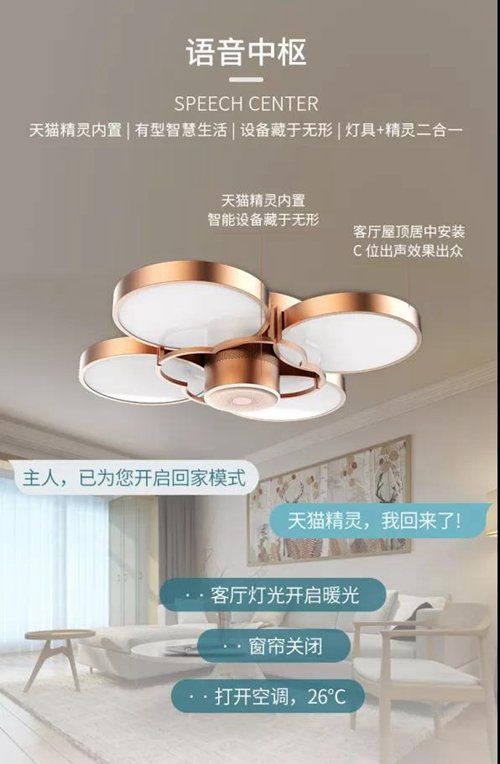 语音中枢
SPEECH CENTER
天猫精灵内置 | 有型智慧生活 | 设备藏于无形 | 灯具+精灵二合一
天猫精灵内置
智能设备藏于无形
客厅屋顶居中安装
C 位出声效果出众
主人，已为您开启回家模式
天猫精灵，我回来了!
·· 客厅灯光开启暖光
·· 窗帘关闭
·· 打开空调，26°C